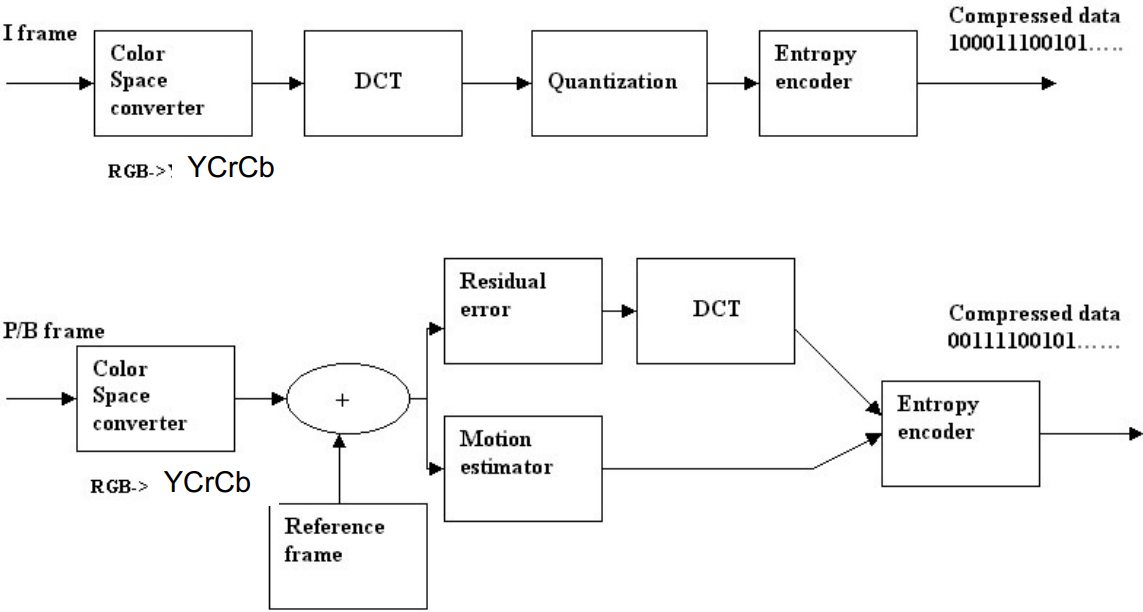 I frame
Color
Space
converter
DCT
Quantization
Entropy
encoder
Compressed data
100011100101.....
RGB-> YCrCb
P/B frame
Color
Space
converter
RGB-> YCrCb
+
Reference
frame
Residual
error
DCT
Motion
estimator
Entropy
encoder
Compressed data
00111100101......